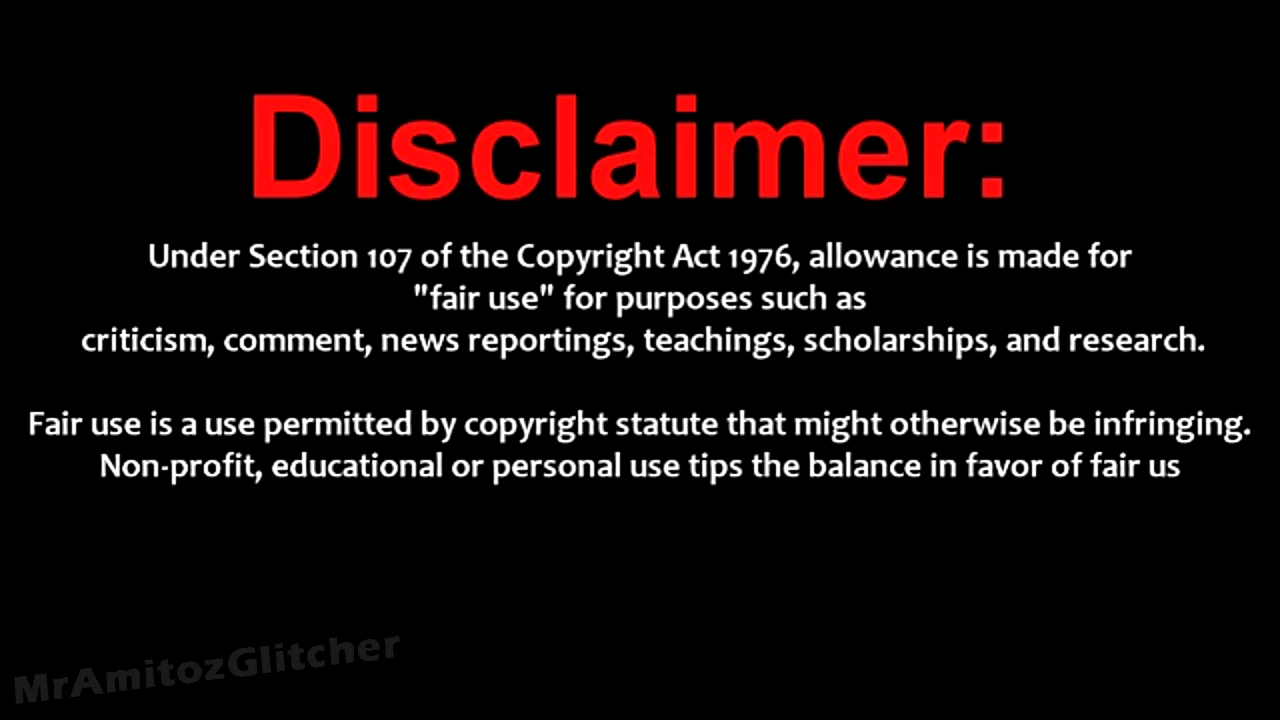 Disclaimer:
Under Section 107 of the Copyright Act 1976, allowance is made for
"fair use" for purposes such as
criticism, comment, news reportings, teachings, scholarships, and research.
Fair use is a use permitted by copyright statute that might otherwise be infringing.
Non-profit, educational or personal use tips the balance in favor of fair us
MrAmitozGlitcher